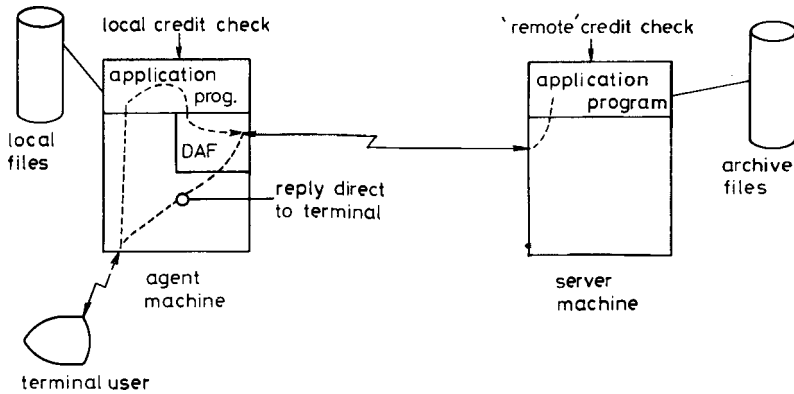 local credit check
'remote' credit check
application
prog.
application
program
local
files
DAF
archive
files
reply direct
to terminal
agent
machine
server
machine
terminal user